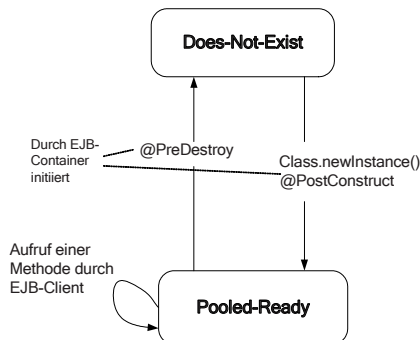 Does-Not-Exist
Durch EJB-
Container
initiiert
@PreDestroy
Class.newInstance()
@PostConstruct
Aufruf einer
Methode durch
EJB-Client
Pooled-Ready